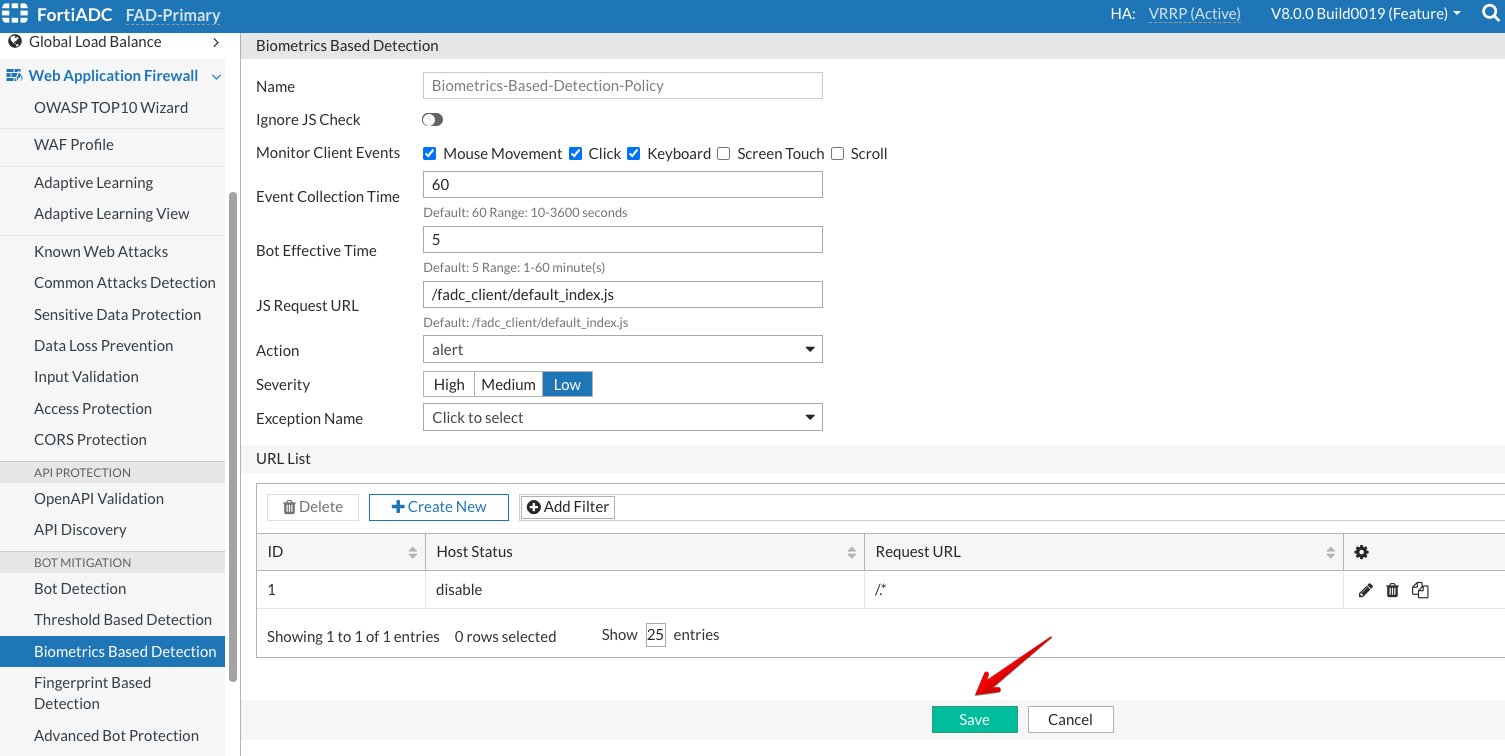 FortiADC FAD-Primary HA: VRRP (Active) V8.0.0 Build0019 (Feature)
Global Load Balance
Web Application Firewall
OWASP TOP10 Wizard
WAF Profile
Adaptive Learning
Adaptive Learning View
Known Web Attacks
Common Attacks Detection
Sensitive Data Protection
Data Loss Prevention
Input Validation
Access Protection
CORS Protection
API PROTECTION
OpenAPI Validation
API Discovery
BOT MITIGATION
Bot Detection
Threshold Based Detection
Biometrics Based Detection
Fingerprint Based
Detection
Advanced Bot Protection
Biometrics Based Detection
Name Biometrics-Based-Detection-Policy
Ignore JS Check
Monitor Client Events Mouse Movement Click Keyboard Screen Touch Scroll
Event Collection Time 60
Default: 60 Range: 10-3600 seconds
Bot Effective Time 5
Default: 5 Range: 1-60 minute(s)
JS Request URL /fadc_client/default_index.js
Default: /fadc_client/default_index.js
Action alert
Severity High Medium Low
Exception Name Click to select
URL List
Delete Create New Add Filter
ID Host Status Request URL
1 disable /.*
Showing 1 to 1 of 1 entries 0 rows selected Show 25 entries
Save Cancel